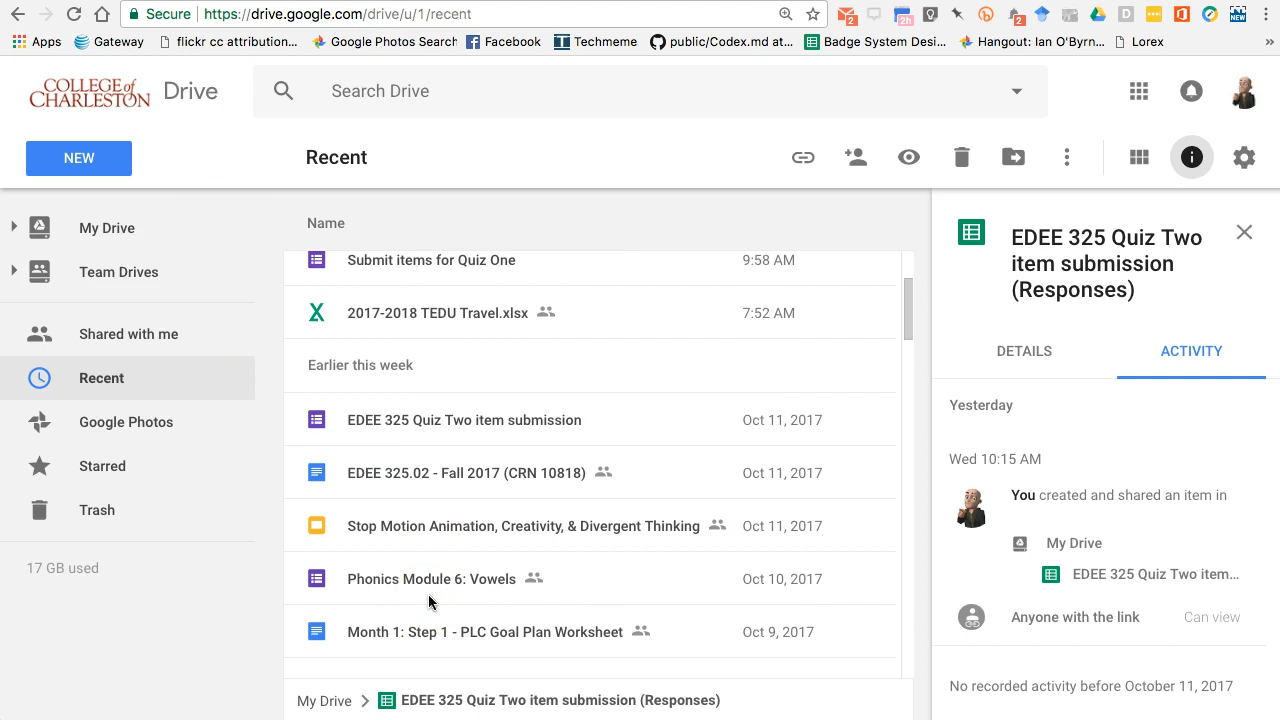 Secure | https://drive.google.com/drive/u/1/recent
2
2h
2
D
NEW
Apps Gateway flickr cc attribution... Google Photos Search Facebook Techmeme public/Codex.md at... Badge System Desi... Hangout: Ian O'Byrn... Lorex »
COLLEGE of CHARLESTON Drive Search Drive
NEW Recent
My Drive
Team Drives
Shared with me
Recent
Google Photos
Starred
Trash
17 GB used
Name
Submit items for Quiz One 9:58 AM
2017-2018 TEDU Travel.xlsx 7:52 AM
Earlier this week
EDEE 325 Quiz Two item submission Oct 11, 2017
EDEE 325.02 - Fall 2017 (CRN 10818) Oct 11, 2017
Stop Motion Animation, Creativity, & Divergent Thinking Oct 11, 2017
Phonics Module 6: Vowels Oct 10, 2017
Month 1: Step 1 - PLC Goal Plan Worksheet Oct 9, 2017
My Drive > EDEE 325 Quiz Two item submission (Responses)
EDEE 325 Quiz Two
item submission
(Responses)
DETAILS ACTIVITY
Yesterday
Wed 10:15 AM
You created and shared an item in
My Drive
EDEE 325 Quiz Two item...
Anyone with the link Can view
No recorded activity before October 11, 2017